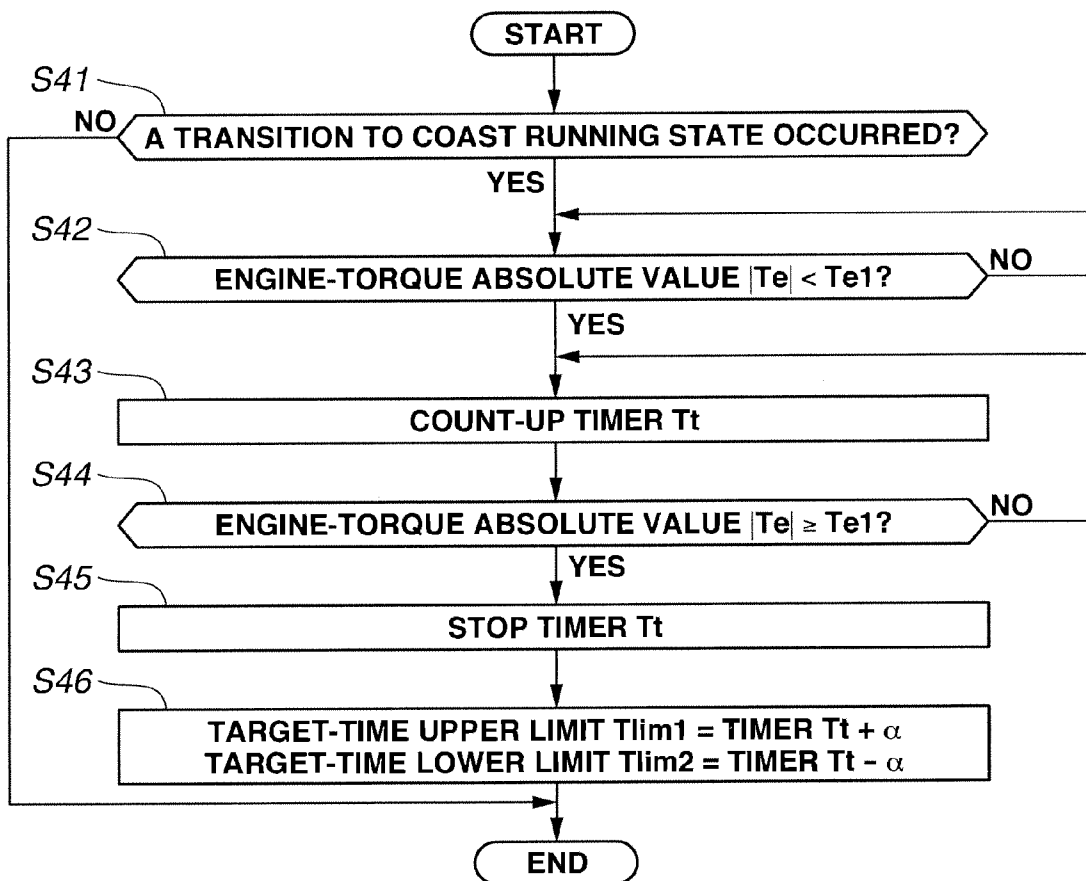 START
S41
NO
A TRANSITION TO COAST RUNNING STATE OCCURRED?
YES
S42
ENGINE-TORQUE ABSOLUTE VALUE |Te| < Te1?
NO
YES
S43
COUNT-UP TIMER Tt
S44
ENGINE-TORQUE ABSOLUTE VALUE |Te| ≥ Te1?
NO
YES
S45
STOP TIMER Tt
S46
TARGET-TIME UPPER LIMIT Tlim1 = TIMER Tt + α
TARGET-TIME LOWER LIMIT Tlim2 = TIMER Tt − α
END